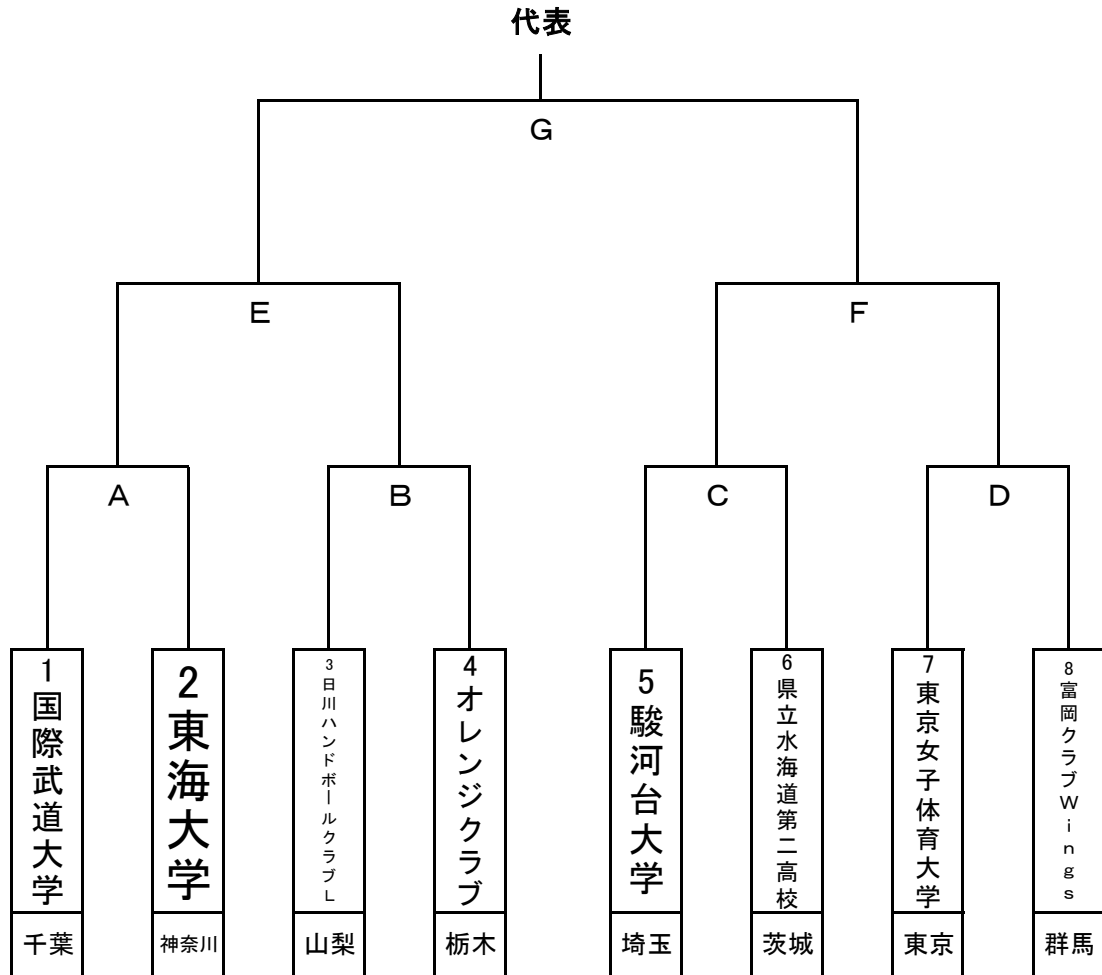 代表
G
E
F
A
B
C
D
1国際武道大学
2東海大学
3日川ハンドボールクラブL
4オレンジクラブ
5駿河台大学
6県立水海道第二高校
7東京女子体育大学
8富岡クラブWings
千葉
神奈川
山梨
栃木
埼玉
茨城
東京
群馬